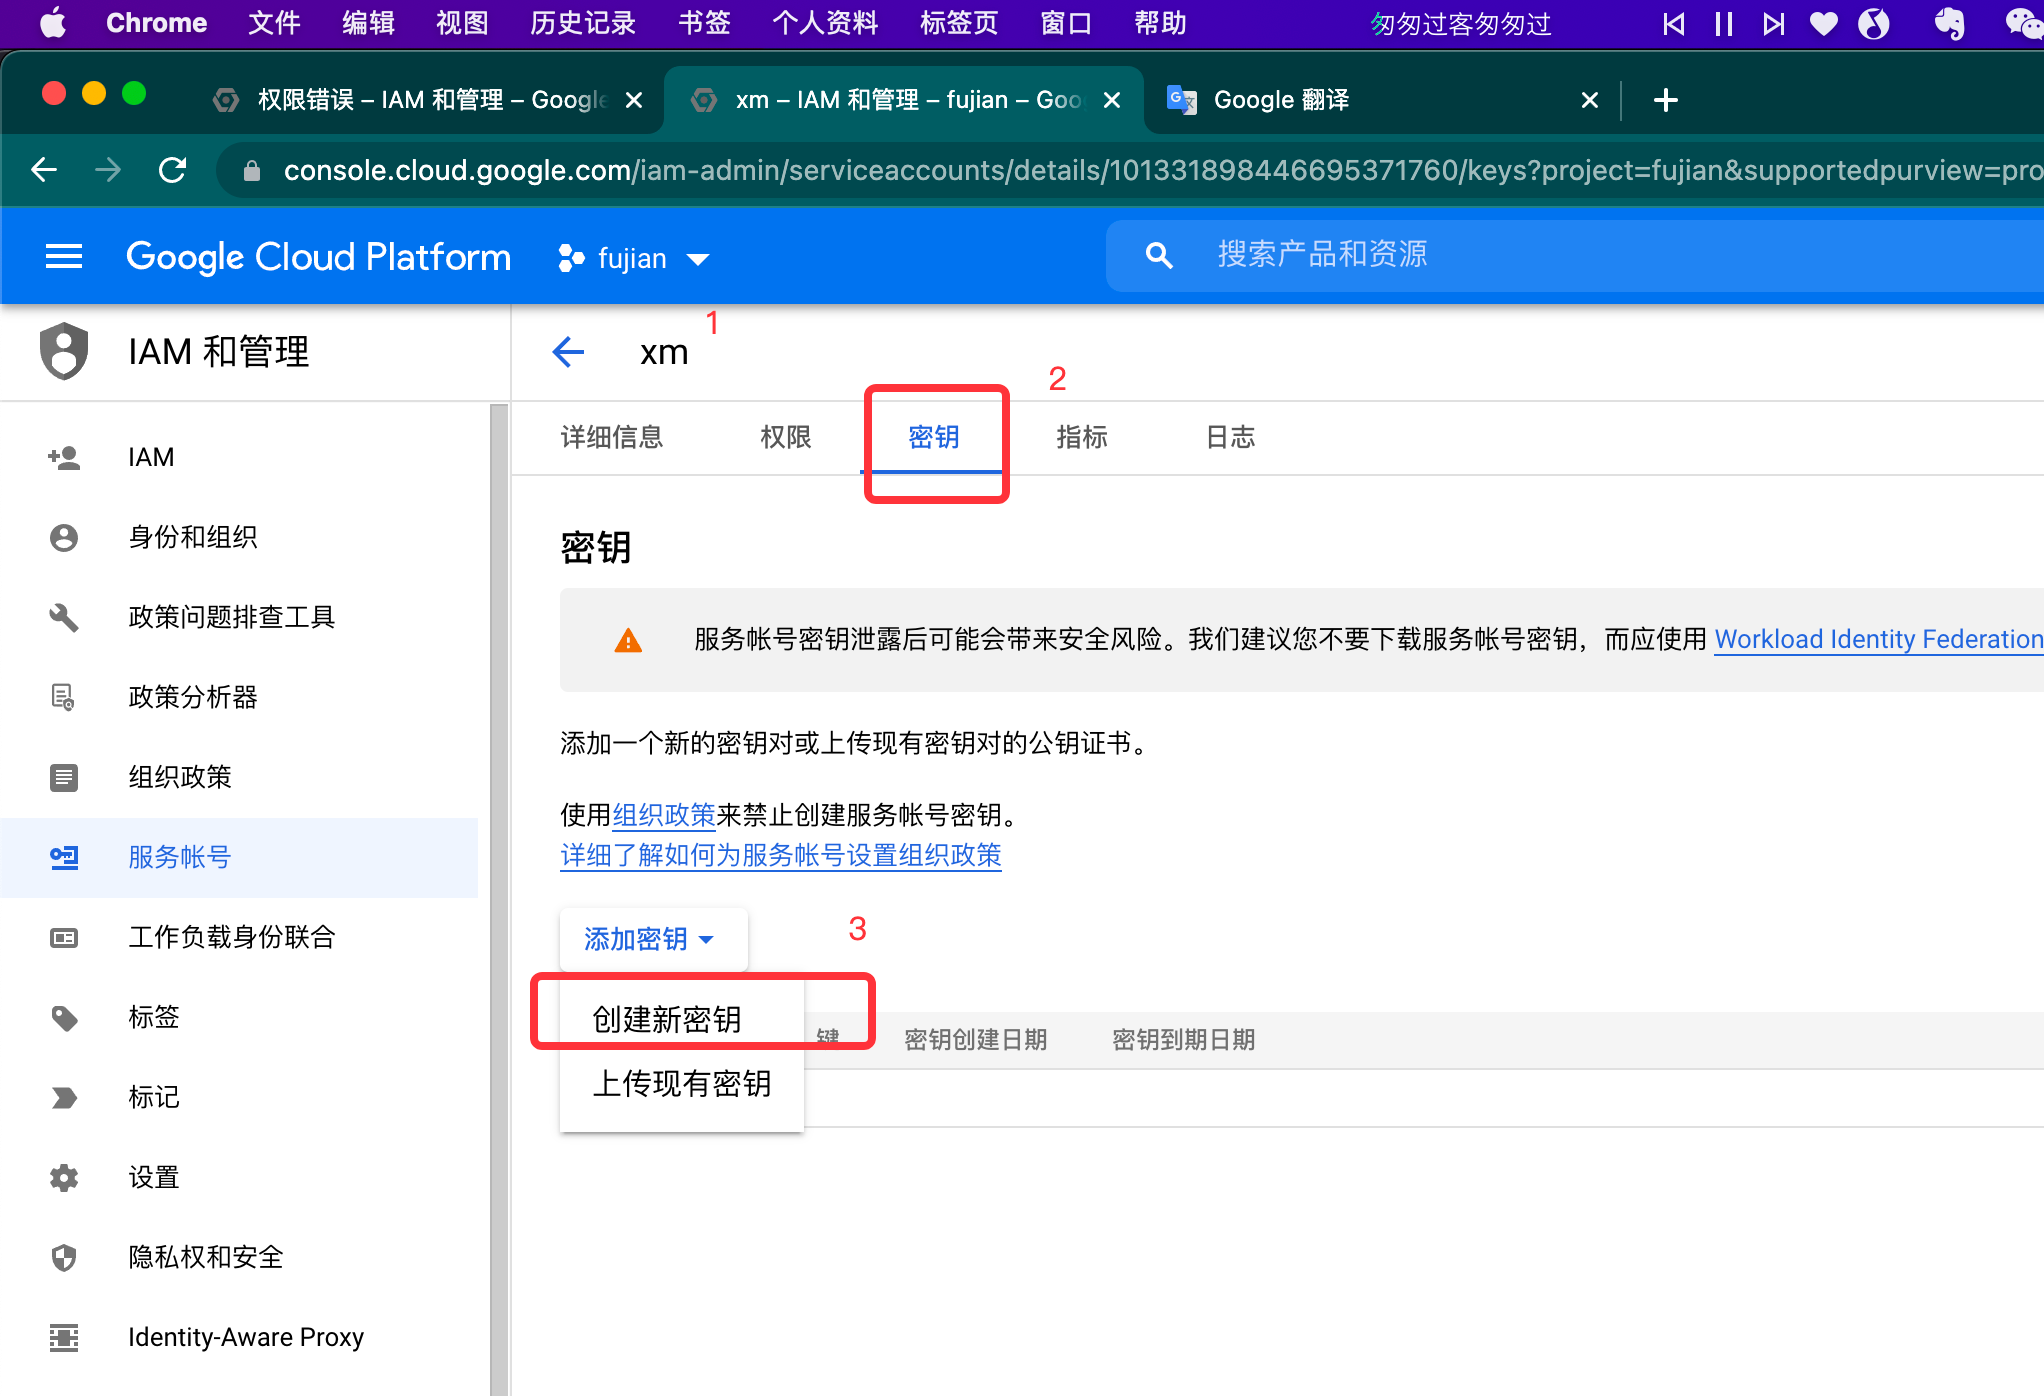 Chrome 文件 编辑 视图 历史记录 书签 个人资料 标签页 窗口 帮助 匆匆过客匆匆过
权限错误 – IAM 和管理 – Google
xm – IAM 和管理 – fujian – Goo
Google 翻译
console.cloud.google.com/iam-admin/serviceaccounts/details/101331898446695371760/keys?project=fujian&supportedpurview=pro
Google Cloud Platform
fujian
搜索产品和资源
IAM 和管理
IAM
身份和组织
政策问题排查工具
政策分析器
组织政策
服务帐号
工作负载身份联合
标签
标记
设置
隐私权和安全
Identity-Aware Proxy
xm
1
2
详细信息 权限 密钥 指标 日志
密钥
服务帐号密钥泄露后可能会带来安全风险。我们建议您不要下载服务帐号密钥，而应使用 Workload Identity Federation
添加一个新的密钥对或上传现有密钥对的公钥证书。
使用组织政策来禁止创建服务帐号密钥。
详细了解如何为服务帐号设置组织政策
添加密钥
3
创建新密钥
上传现有密钥
键 密钥创建日期 密钥到期日期